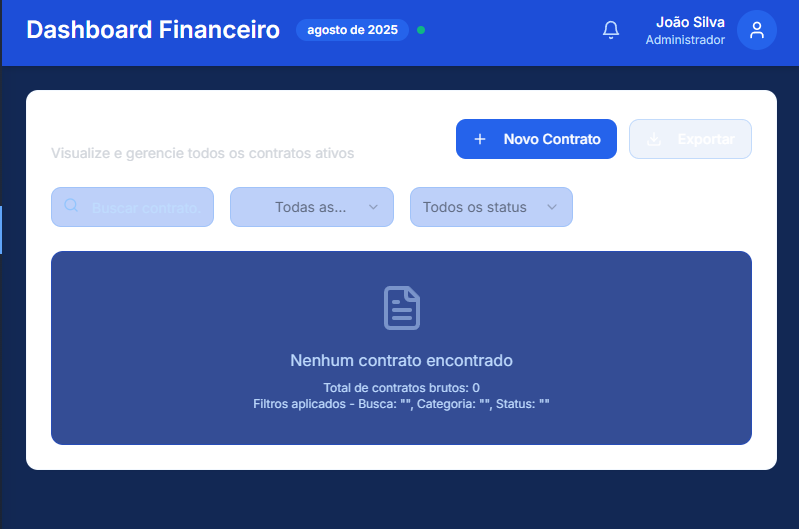 Dashboard Financeiro
agosto de 2025
João Silva
Administrador
Novo Contrato
Exportar
Visualize e gerencie todos os contratos ativos
Buscar contrato.
Todas as...
Todos os status
Nenhum contrato encontrado
Total de contratos brutos: 0
Filtros aplicados - Busca: "", Categoria: "", Status: ""